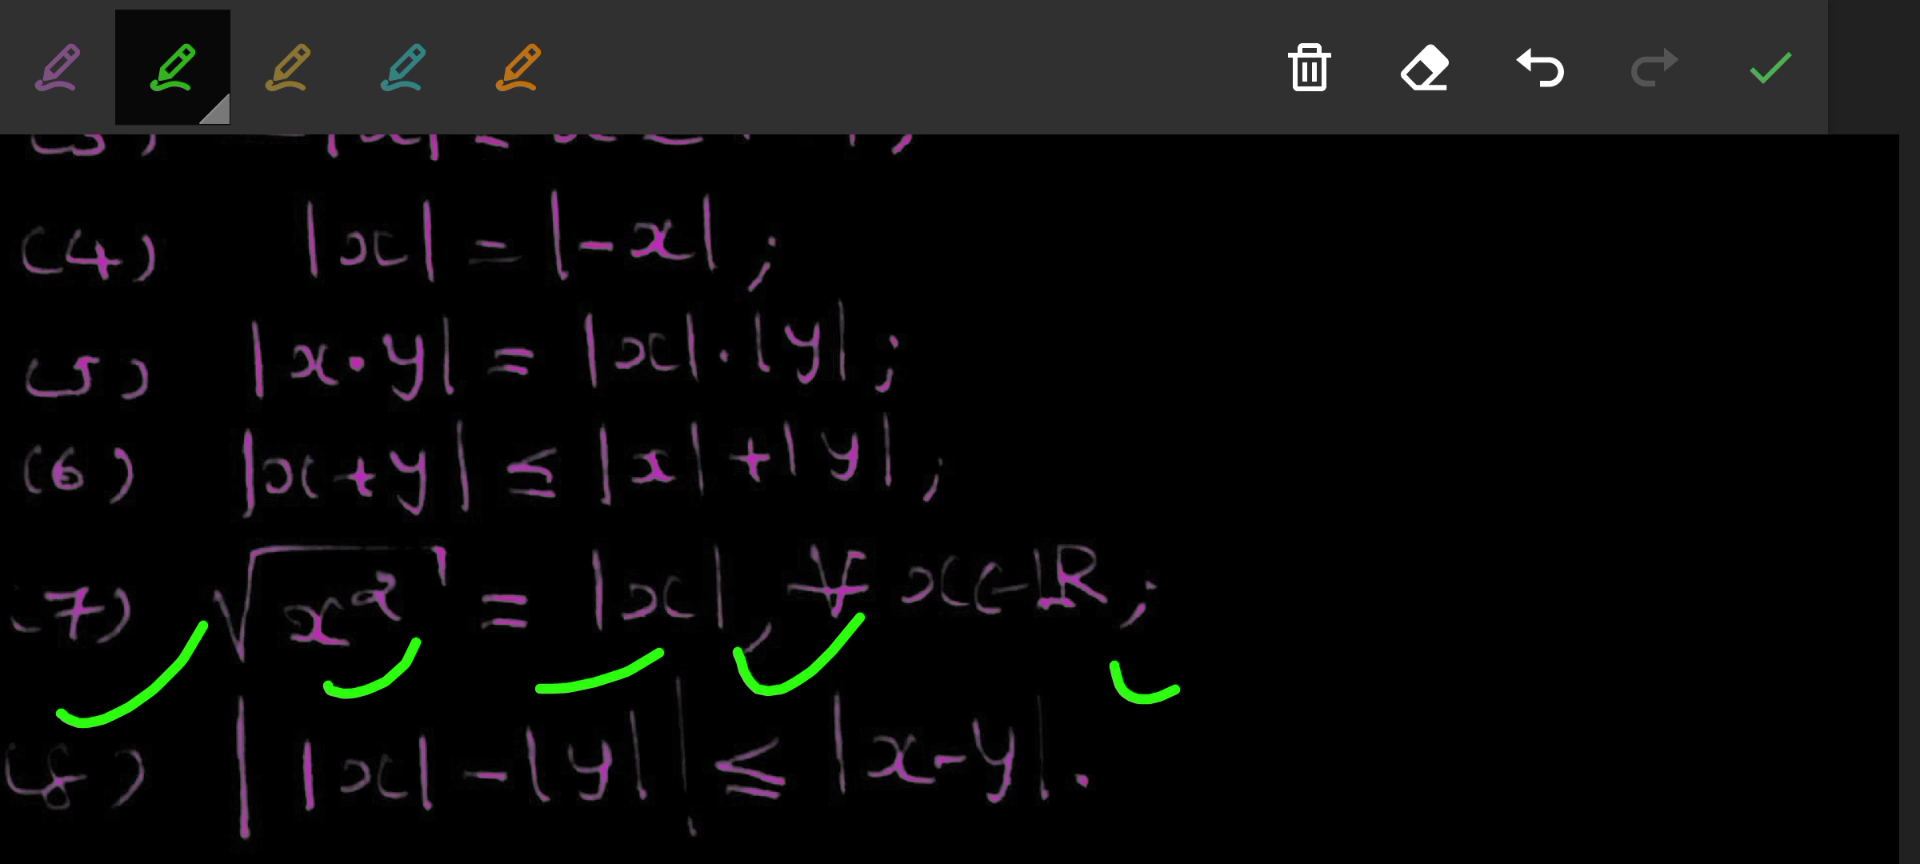 (4) |x| = |-x| ;
(5) |x·y| = |x|·|y| ;
(6) |x+y| ≤ |x| + |y| ;
(7) √x² = |x|, ∀ x∈ℝ ;
(8) ||x| - |y|| ≤ |x-y| .